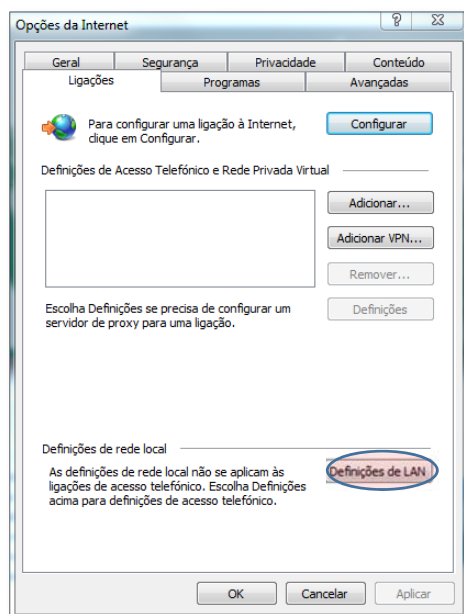 Opções da Internet
Geral
Segurança
Privacidade
Conteúdo
Ligações
Programas
Avançadas
Para configurar uma ligação à Internet,
clique em Configurar.
Configurar
Definições de Acesso Telefónico e Rede Privada Virtual
Adicionar...
Adicionar VPN...
Remover...
Escolha Definições se precisa de configurar um
servidor de proxy para uma ligação.
Definições
Definições de rede local
As definições de rede local não se aplicam às
ligações de acesso telefónico. Escolha Definições
acima para definições de acesso telefónico.
Definições de LAN
OK
Cancelar
Aplicar